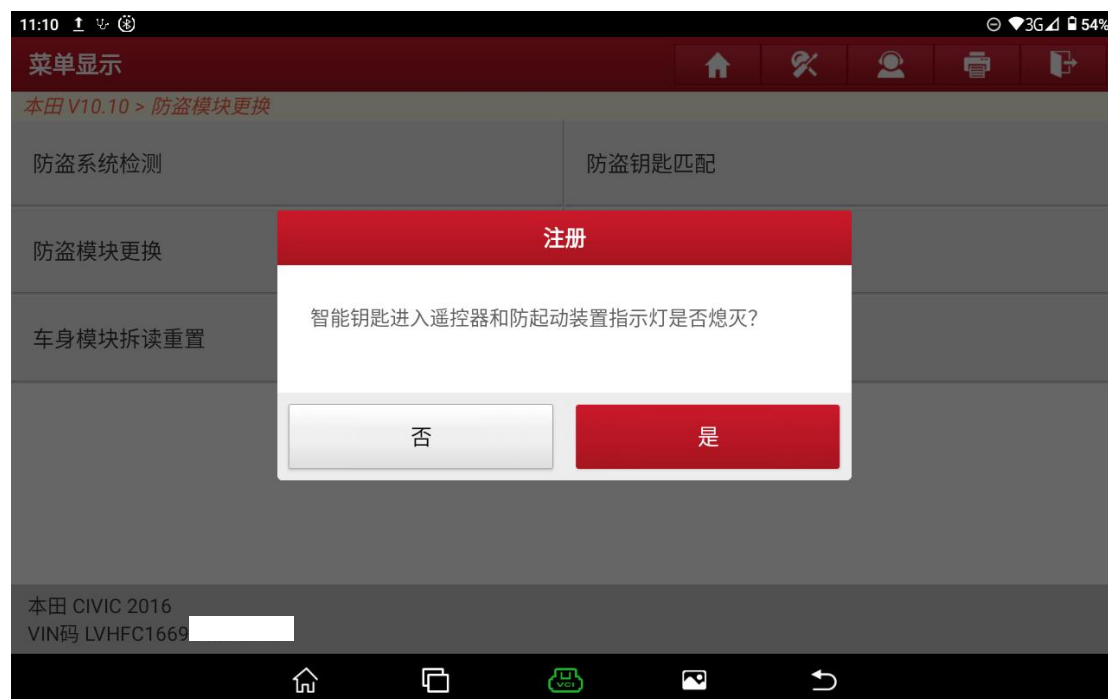 11:10
3G 54%
菜单显示
本田 V10.10 > 防盗模块更换
防盗系统检测
防盗钥匙匹配
防盗模块更换
注册
智能钥匙进入遥控器和防起动装置指示灯是否熄灭？
车身模块拆读重置
否
是
本田 CIVIC 2016
VIN码 LVHFC1669
VCI